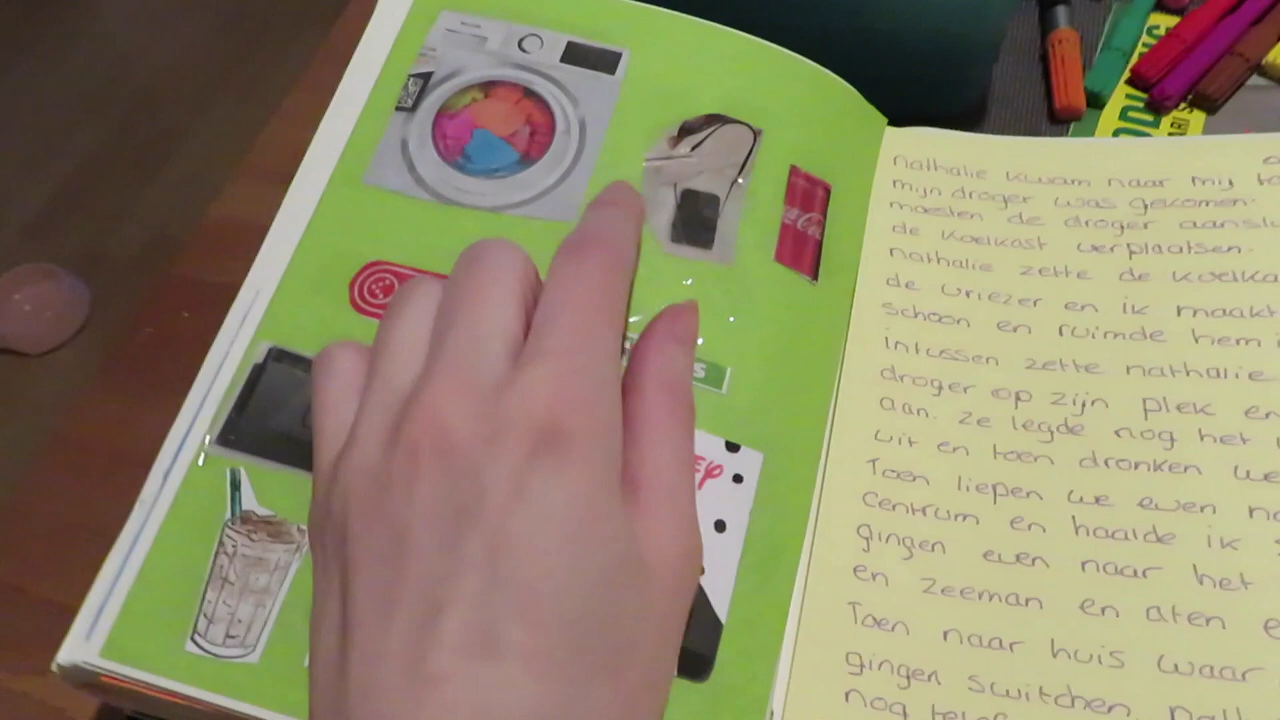 nathalie kwam naar mij
mijn droger was gekomen.
moesten de droger aanslu
de koelkast verplaatsen.
nathalie zette de koelka
de vriezer en ik maakt
schoon en ruimde hem
intussen zette nathalie
droger op zijn plek en
aan. ze legde nog het
uit en toen dronken we
Toen liepen we even na
centrum en haalde ik
gingen even naar het
en zeeman en aten e
Toen naar huis waar
gingen switchen.
nog